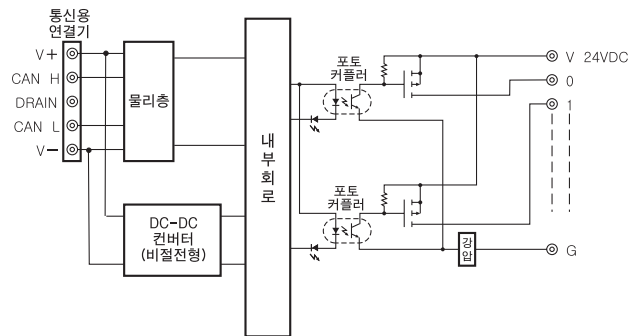 통신용
연결기
V+
CAN H
DRAIN
CAN L
V-
물리층
DC-DC
컨버터
(비절전형)
내
부
회
로
포토
커플러
포토
커플러
강
압
V 24VDC
0
1
G